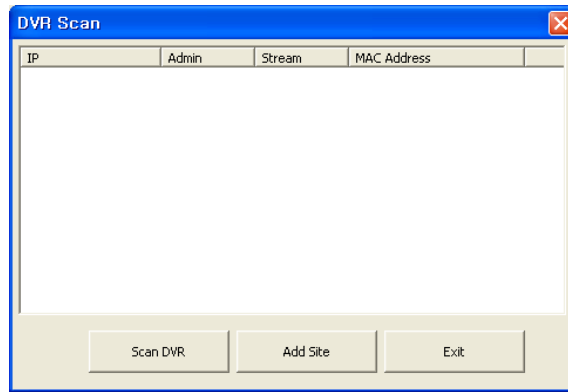 DVR Scan
IP Admin Stream MAC Address
Scan DVR Add Site Exit